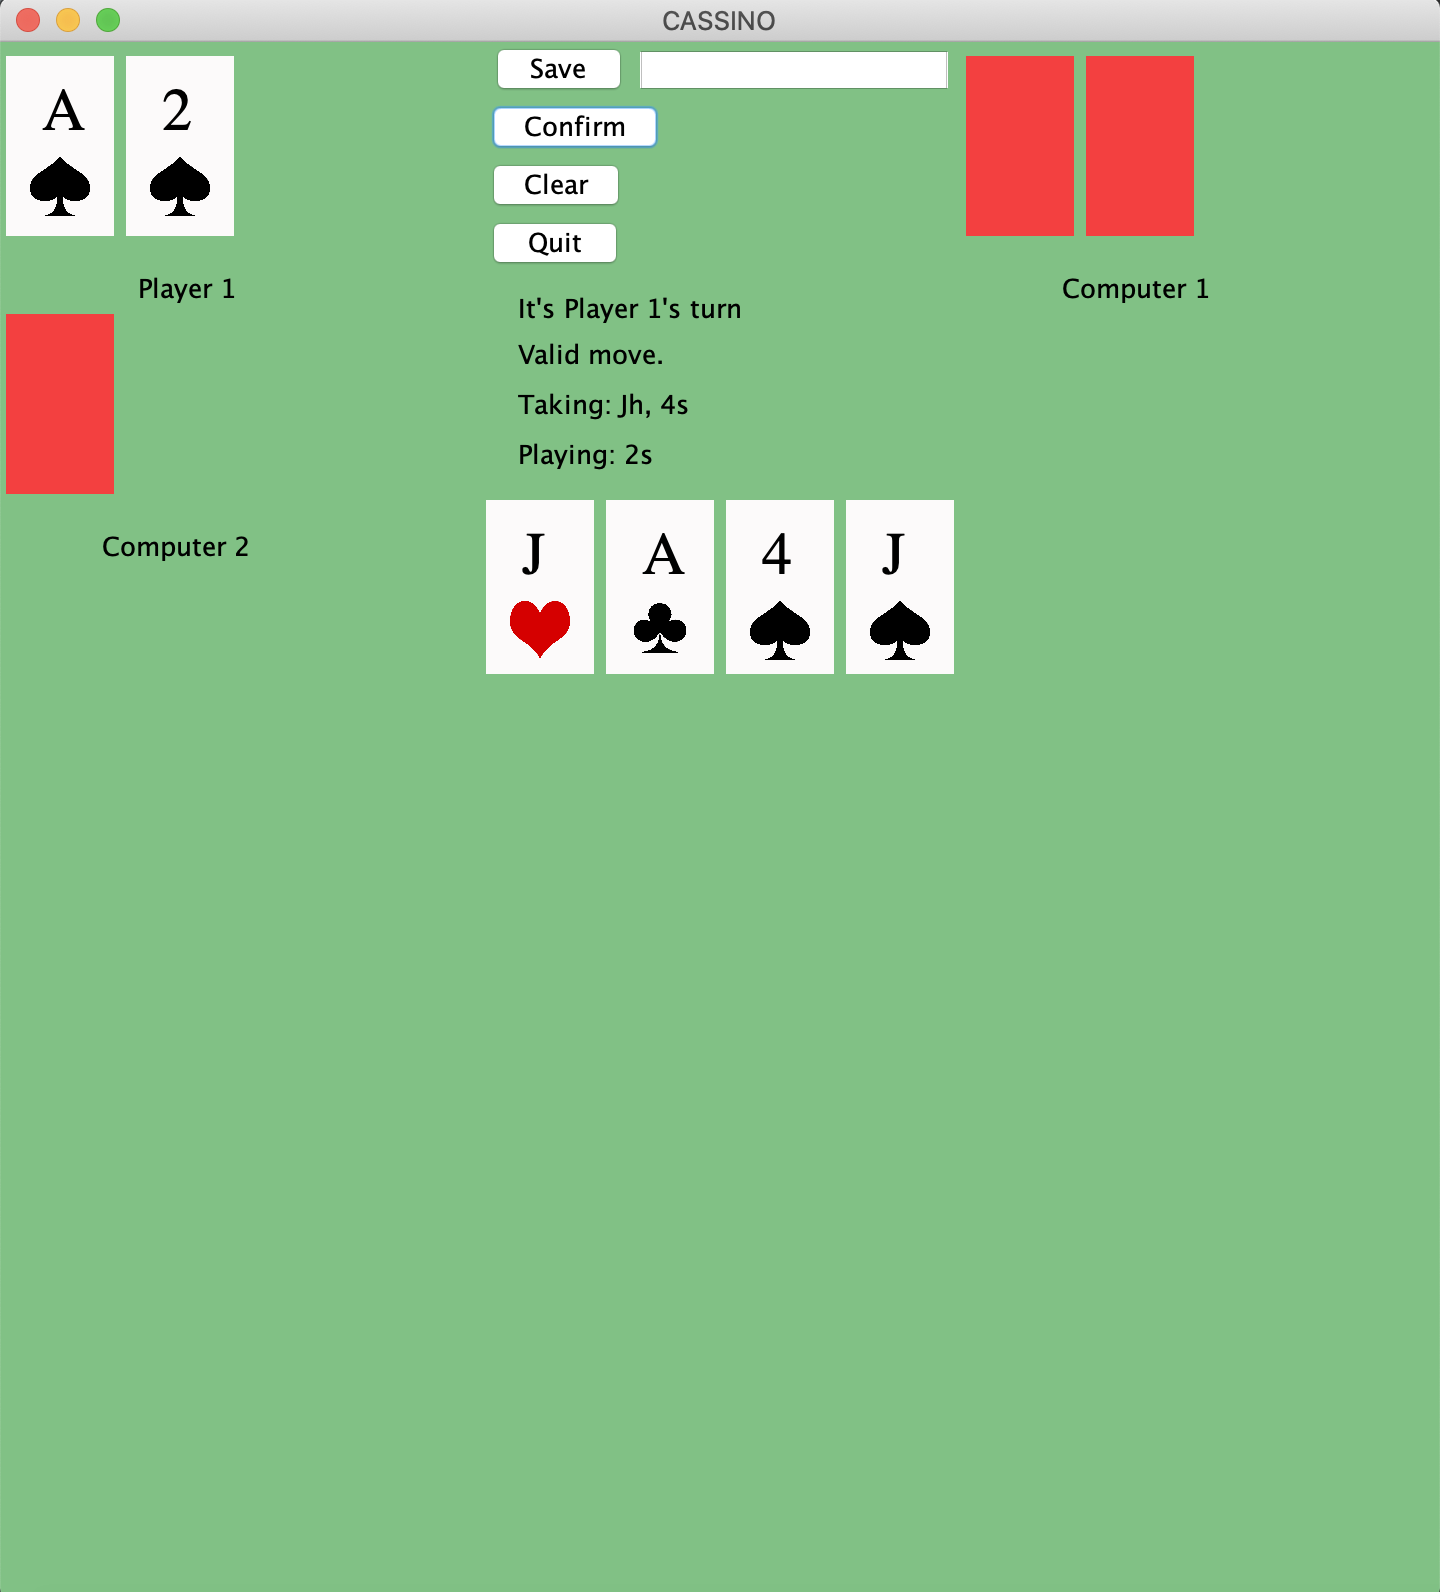 CASSINO
A 2
Save
Confirm
Clear
Quit
Player 1
Computer 1
It's Player 1's turn
Valid move.
Taking: Jh, 4s
Playing: 2s
Computer 2
J A 4 J